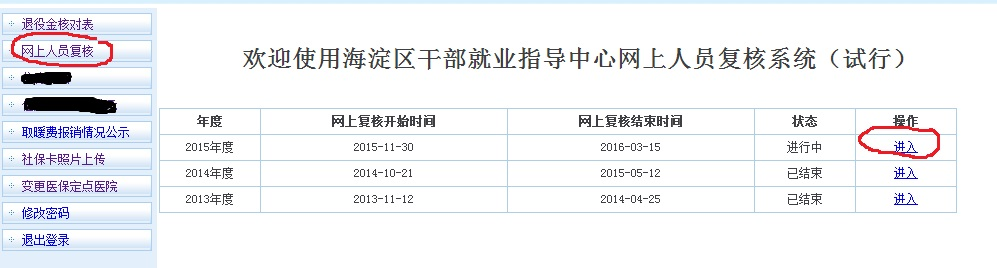 退役金核对表
网上人员复核
取暖费报销情况公示
社保卡照片上传
变更医保定点医院
修改密码
退出登录
欢迎使用海淀区干部就业指导中心网上人员复核系统（试行）
年度 网上复核开始时间 网上复核结束时间 状态 操作
2015年度 2015-11-30 2016-03-15 进行中 进入
2014年度 2014-10-21 2015-05-12 已结束 进入
2013年度 2013-11-12 2014-04-25 已结束 进入